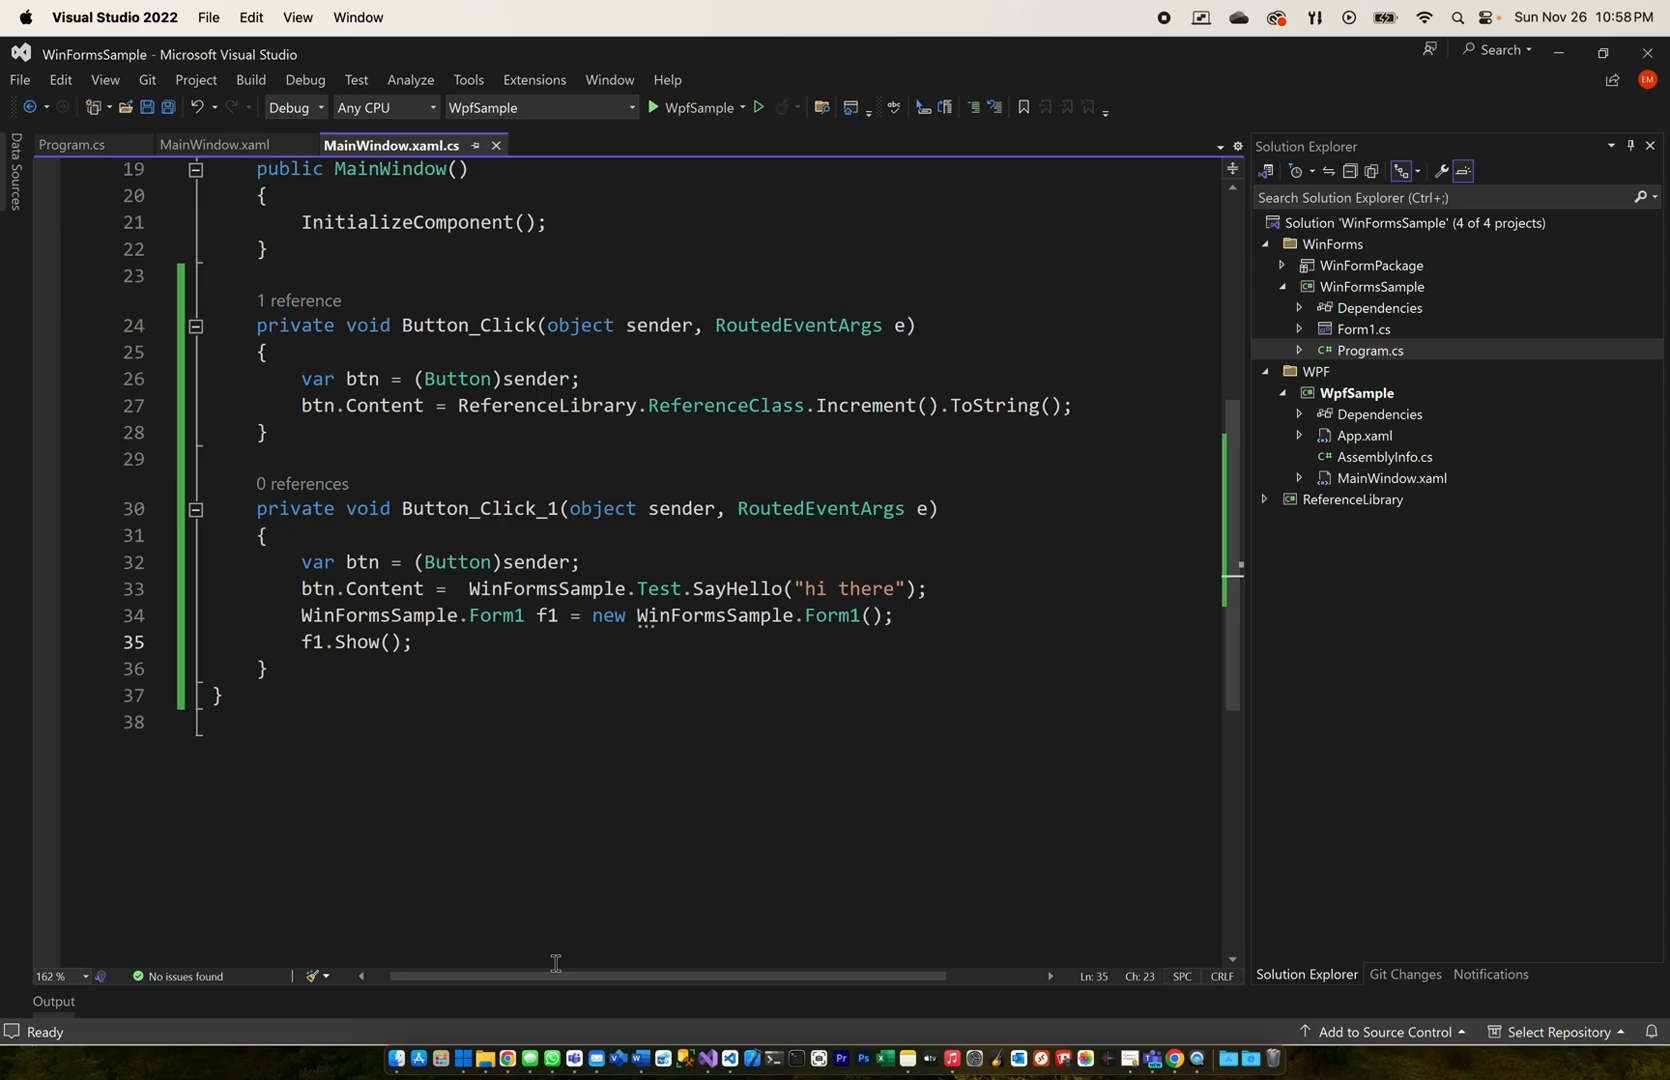 Visual Studio 2022 File Edit View Window Sun Nov 26 10:58 PM
WinFormsSample - Microsoft Visual Studio Search EM
File Edit View Git Project Build Debug Test Analyze Tools Extensions Window Help
Debug Any CPU WpfSample WpfSample
Data Sources
Program.cs MainWindow.xaml MainWindow.xaml.cs
19 public MainWindow()
20 {
21 InitializeComponent();
22 }
23
1 reference
24 private void Button_Click(object sender, RoutedEventArgs e)
25 {
26 var btn = (Button)sender;
27 btn.Content = ReferenceLibrary.ReferenceClass.Increment().ToString();
28 }
29
0 references
30 private void Button_Click_1(object sender, RoutedEventArgs e)
31 {
32 var btn = (Button)sender;
33 btn.Content = WinFormsSample.Test.SayHello("hi there");
34 WinFormsSample.Form1 f1 = new WinFormsSample.Form1();
35 f1.Show();
36 }
37 }
38
162 % No issues found Ln: 35 Ch: 23 SPC CRLF
Solution Explorer
Search Solution Explorer (Ctrl+;)
Solution 'WinFormsSample' (4 of 4 projects)
WinForms
WinFormPackage
C# WinFormsSample
Dependencies
Form1.cs
C# Program.cs
WPF
C# WpfSample
Dependencies
App.xaml
C# AssemblyInfo.cs
MainWindow.xaml
C# ReferenceLibrary
Solution Explorer Git Changes Notifications
Output
Ready Add to Source Control Select Repository